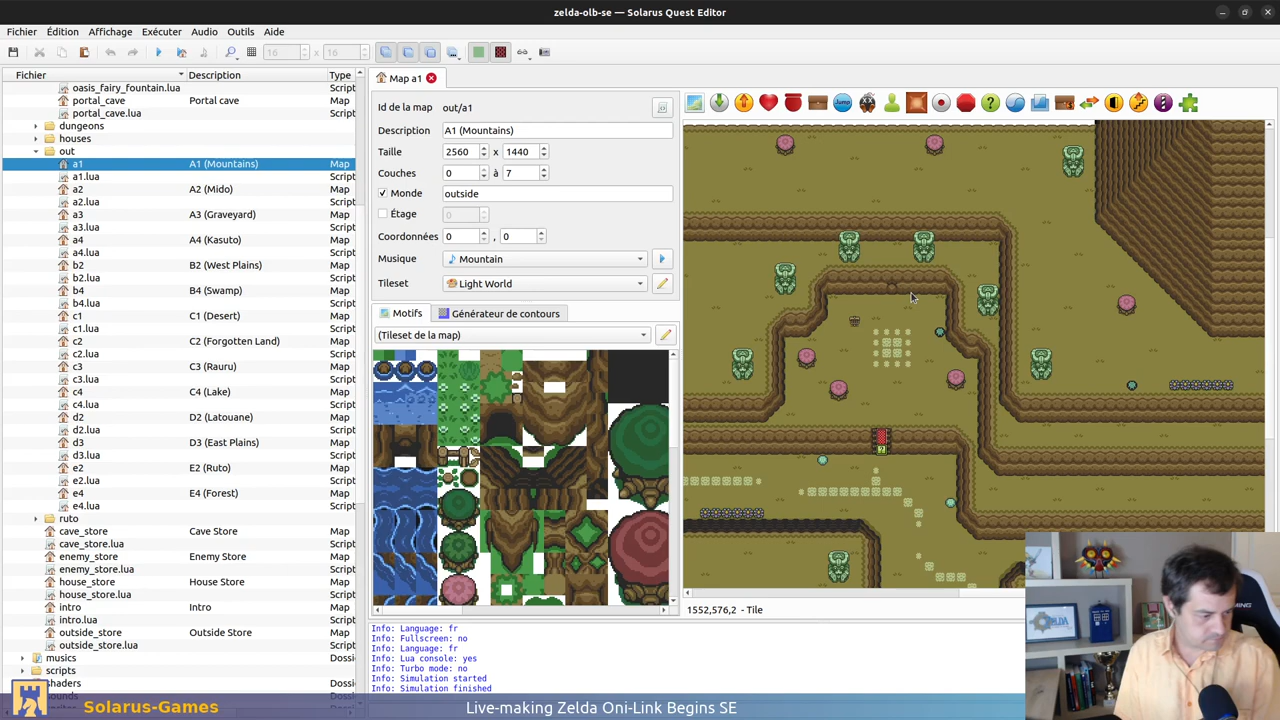 zelda-olb-se — Solarus Quest Editor
Fichier Édition Affichage Exécuter Audio Outils Aide
16 x 16
Fichier Description Type
oasis_fairy_fountain.lua Script
portal_cave Portal cave Map
portal_cave.lua Script
dungeons Dossi
houses Dossi
out Dossi
a1 A1 (Mountains) Map
a1.lua Script
a2 A2 (Mido) Map
a2.lua Script
a3 A3 (Graveyard) Map
a3.lua Script
a4 A4 (Kasuto) Map
a4.lua Script
b2 B2 (West Plains) Map
b2.lua Script
b4 B4 (Swamp) Map
b4.lua Script
c1 C1 (Desert) Map
c1.lua Script
c2 C2 (Forgotten Land) Map
c2.lua Script
c3 C3 (Rauru) Map
c3.lua Script
c4 C4 (Lake) Map
c4.lua Script
d2 D2 (Latouane) Map
d2.lua Script
d3 D3 (East Plains) Map
d3.lua Script
e2 E2 (Ruto) Map
e2.lua Script
e4 E4 (Forest) Map
e4.lua Script
ruto Dossi
cave_store Cave Store Map
cave_store.lua Script
enemy_store Enemy Store Map
enemy_store.lua Script
house_store House Store Map
house_store.lua Script
intro Intro Map
intro.lua Script
outside_store Outside Store Map
outside_store.lua Script
musics Dossi
scripts Dossi
shaders Dossi
Map a1
Id de la map out/a1
Description A1 (Mountains)
Taille 2560 x 1440
Couches 0 à 7
Monde outside
Étage 0
Coordonnées 0 , 0
Musique Mountain
Tileset Light World
Motifs Générateur de contours
(Tileset de la map)
Jump
1552,576,2 - Tile
Info: Language: fr
Info: Fullscreen: no
Info: Language: fr
Info: Lua console: yes
Info: Turbo mode: no
Info: Simulation started
Info: Simulation finished
Solarus-Games
Live-making Zelda Oni-Link Begins SE